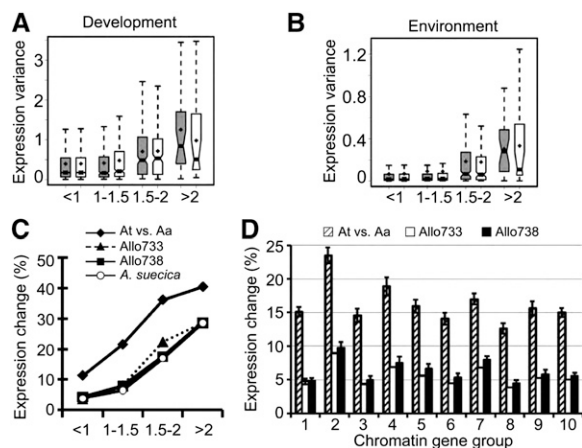 A Development
Expression variance
3
2
1
0
<1 1-1.5 1.5-2 >2
B Environment
Expression variance
1.2
0.8
0.4
0
<1 1-1.5 1.5-2 >2
C
At vs. Aa
Allo733
Allo738
A. suecica
Expression change (%)
50
40
30
20
10
0
<1 1-1.5 1.5-2 >2
D At vs. Aa Allo733 Allo738
Expression change (%)
25
20
15
10
5
0
1 2 3 4 5 6 7 8 9 10
Chromatin gene group